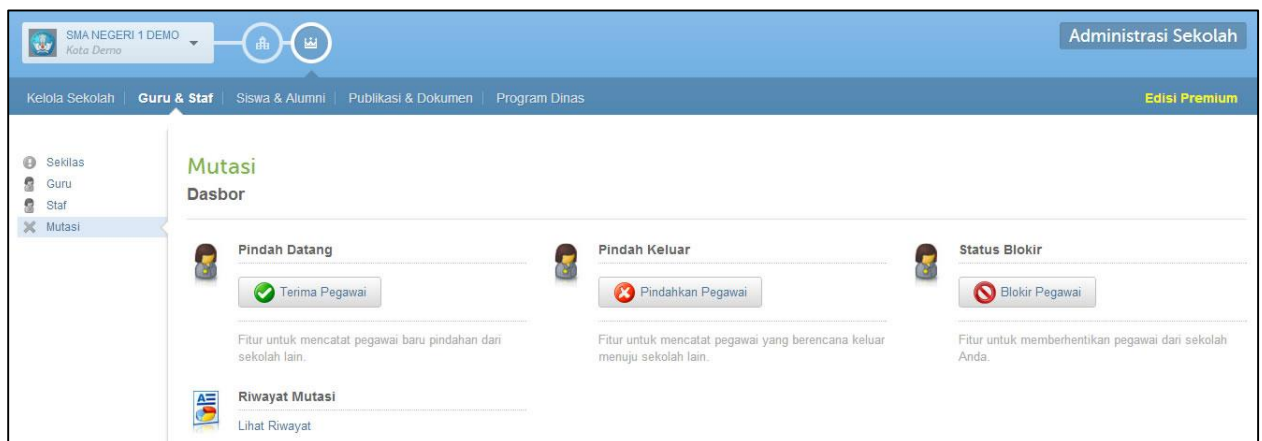 SMA NEGERI 1 DEMO
Kota Demo
Administrasi Sekolah
Kelola Sekolah
Guru & Staf
Siswa & Alumni
Publikasi & Dokumen
Program Dinas
Edisi Premium
Sekilas
Guru
Staf
Mutasi
Mutasi
Dasbor
Pindah Datang
Terima Pegawai
Fitur untuk mencatat pegawai baru pindahan dari
sekolah lain.
Pindah Keluar
Pindahkan Pegawai
Fitur untuk mencatat pegawai yang berencana keluar
menuju sekolah lain.
Status Blokir
Blokir Pegawai
Fitur untuk memberhentikan pegawai dari sekolah
Anda.
Riwayat Mutasi
Lihat Riwayat